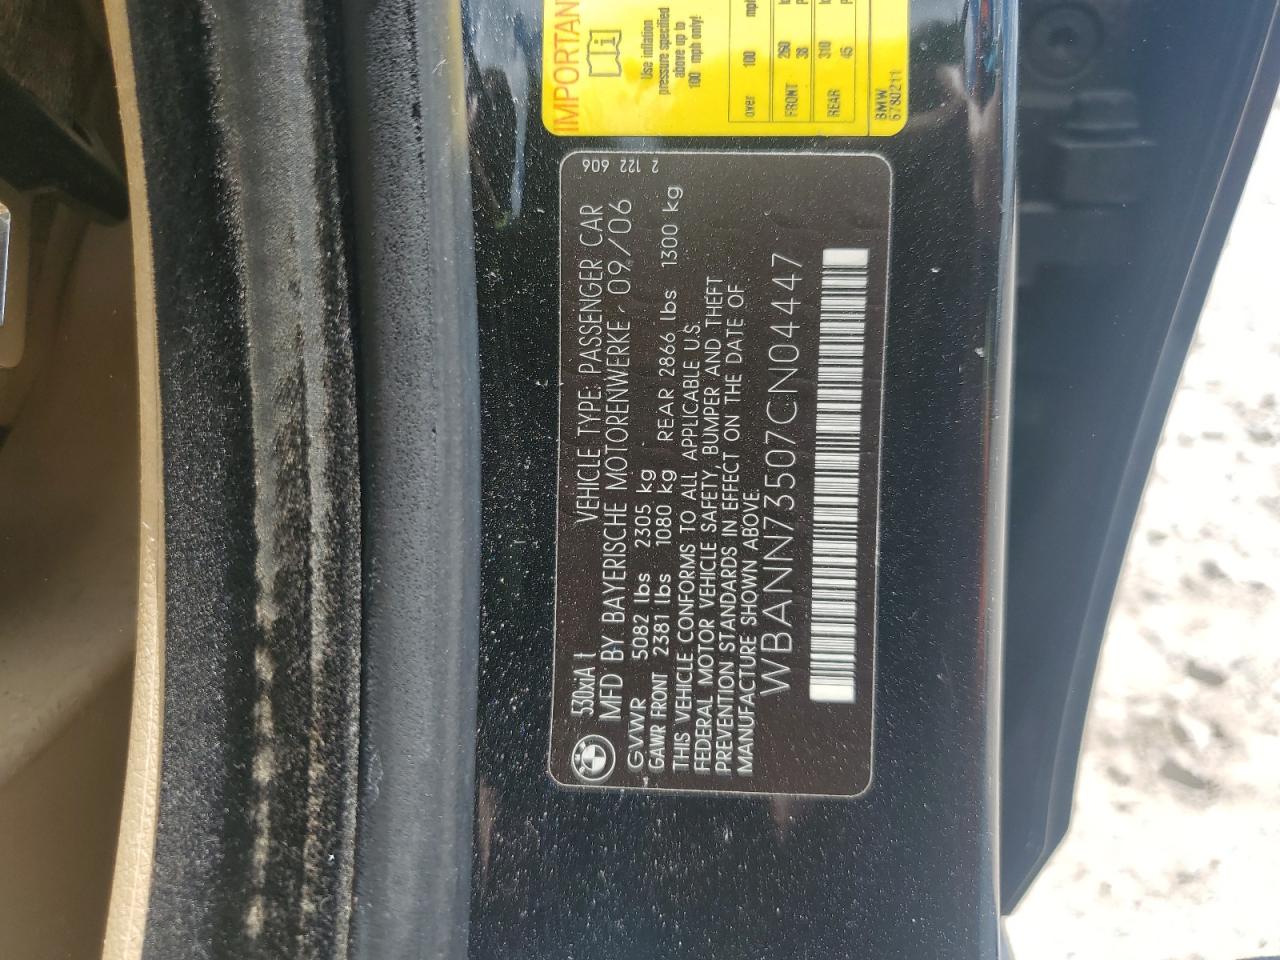 IMPORTAN
Use inflation
pressure specified
above up to
100 mph only!
over 100 mph
FRONT 260
38
REAR 310
45
BMW
6780211
2 122 606
530xiA t VEHICLE TYPE: PASSENGER CAR
MFD BY BAYERISCHE MOTORENWERKE, 09/06
GVWR 5082 lbs 2305 kg
GAWR FRONT 2381 lbs 1080 kg REAR 2866 lbs 1300 kg
THIS VEHICLE CONFORMS TO ALL APPLICABLE U.S.
FEDERAL MOTOR VEHICLE SAFETY, BUMPER AND THEFT
PREVENTION STANDARDS IN EFFECT ON THE DATE OF
MANUFACTURE SHOWN ABOVE.
WBANN73507CN04447